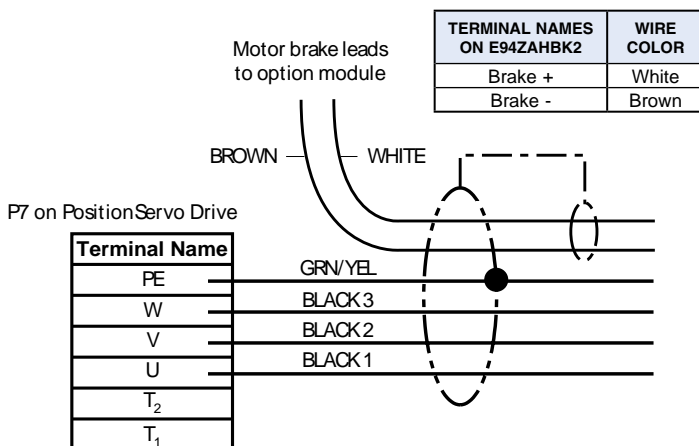 TERMINAL NAMES WIRE
ON E94ZAHBK2 COLOR
Brake + White
Brake - Brown
Motor brake leads
to option module
BROWN WHITE
P7 on PositionServo Drive
Terminal Name
PE GRN/YEL
W BLACK 3
V BLACK 2
U BLACK 1
T2
T1